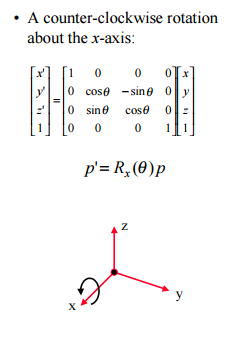 • A counter-clockwise rotation
about the x-axis:
[x'] [1 0 0 0] [x]
[y'] = [0 cosθ −sinθ 0] [y]
[z'] [0 sinθ cosθ 0] [z]
[1] [0 0 0 1] [1]
p'= Rx(θ)p
z
x
y